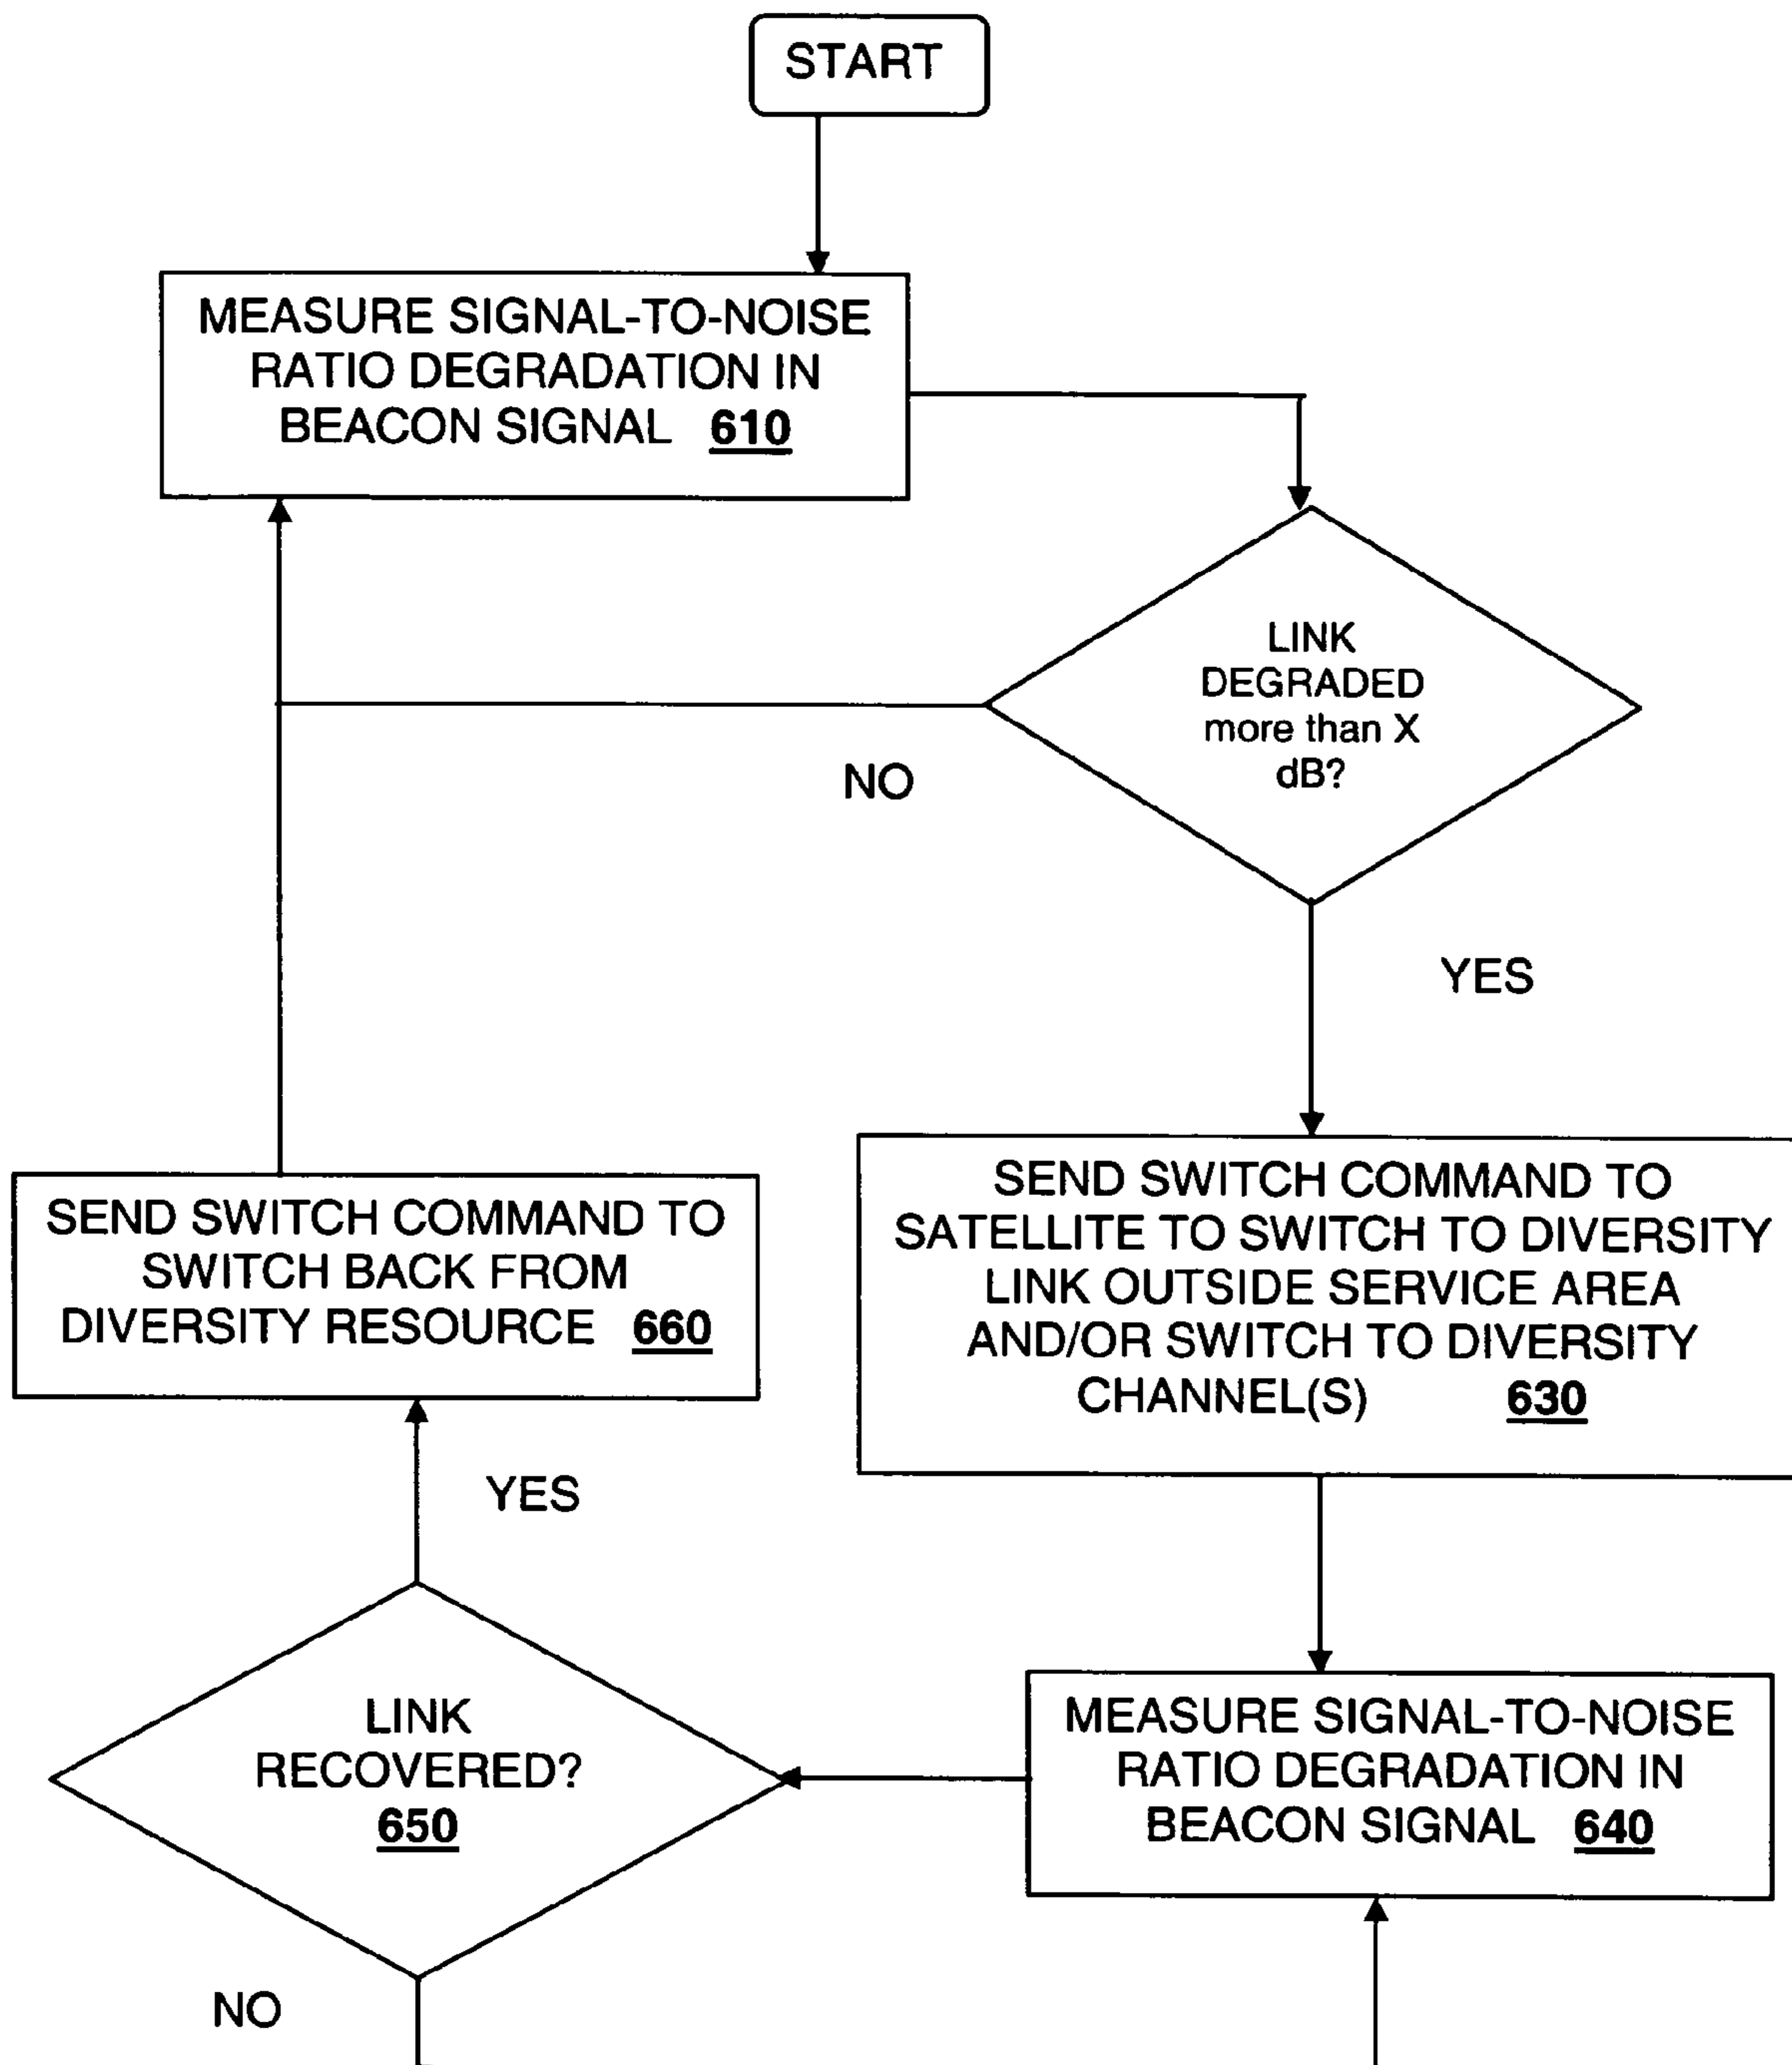 START
MEASURE SIGNAL-TO-NOISE
RATIO DEGRADATION IN
BEACON SIGNAL 610
LINK
DEGRADED
more than X
dB?
NO
YES
SEND SWITCH COMMAND TO
SATELLITE TO SWITCH TO DIVERSITY
LINK OUTSIDE SERVICE AREA
AND/OR SWITCH TO DIVERSITY
CHANNEL(S) 630
SEND SWITCH COMMAND TO
SWITCH BACK FROM
DIVERSITY RESOURCE 660
YES
LINK
RECOVERED?
650
MEASURE SIGNAL-TO-NOISE
RATIO DEGRADATION IN
BEACON SIGNAL 640
NO